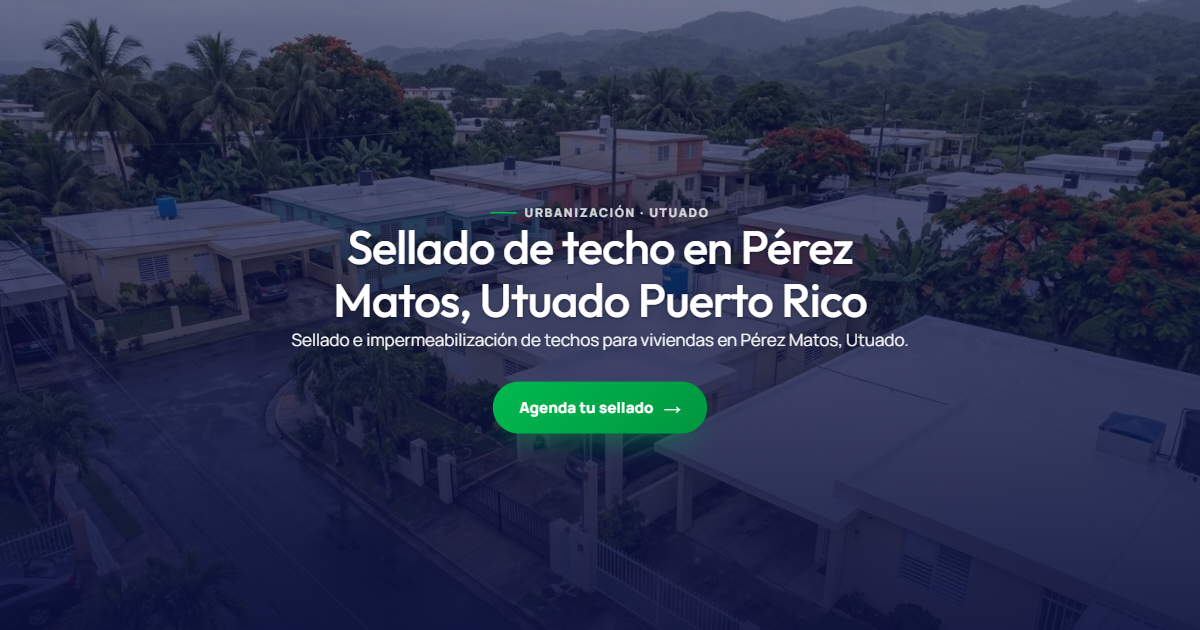 URBANIZACIÓN · UTUADO
Sellado de techo en Pérez
Matos, Utuado Puerto Rico
Sellado e impermeabilización de techos para viviendas en Pérez Matos, Utuado.
Agenda tu sellado →